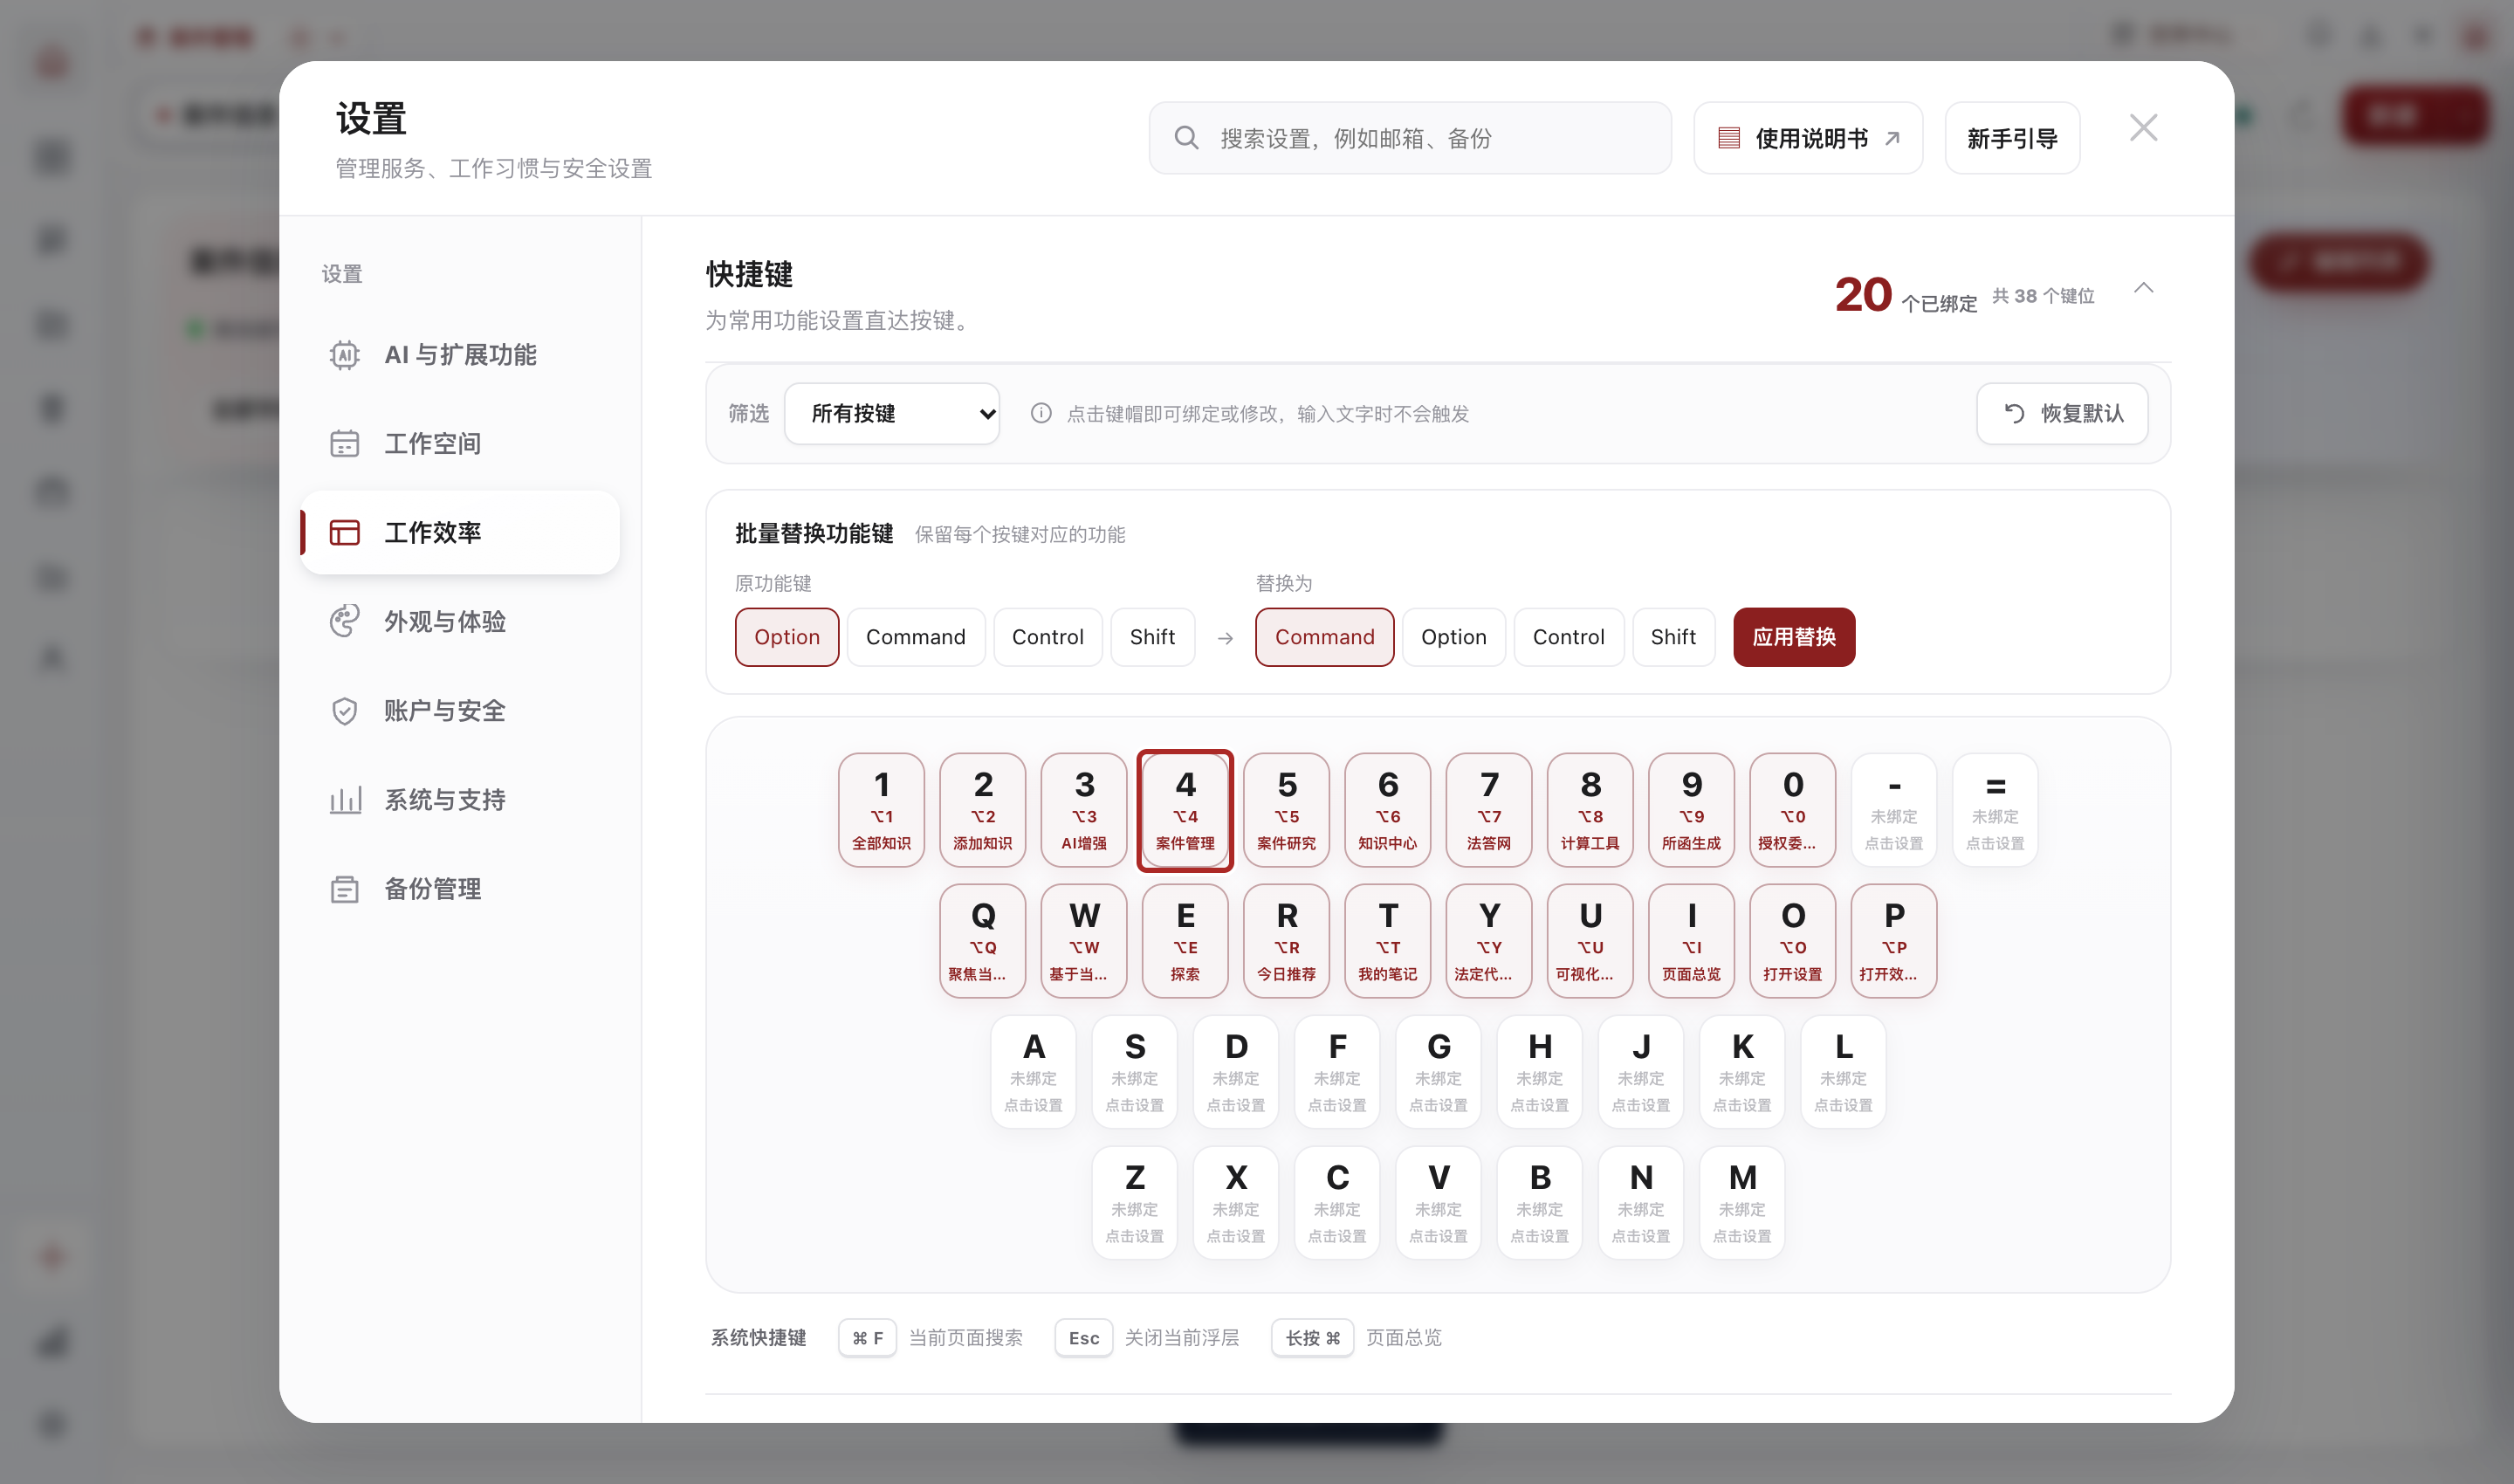 设置
管理服务、工作习惯与安全设置
搜索设置，例如邮箱、备份
使用说明书
新手引导
设置
AI 与扩展功能
工作空间
工作效率
外观与体验
账户与安全
系统与支持
备份管理
快捷键
为常用功能设置直达按键。
20 个已绑定 共 38 个键位
筛选 所有按键 点击键帽即可绑定或修改，输入文字时不会触发 恢复默认
批量替换功能键 保留每个按键对应的功能
原功能键 替换为
Option Command Control Shift → Command Option Control Shift 应用替换
1 2 3 4 5 6 7 8 9 0 - =
⌥1 ⌥2 ⌥3 ⌥4 ⌥5 ⌥6 ⌥7 ⌥8 ⌥9 ⌥0 未绑定 未绑定
全部知识 添加知识 AI增强 案件管理 案件研究 知识中心 法答网 计算工具 所函生成 授权委... 点击设置 点击设置
Q W E R T Y U I O P
⌥Q ⌥W ⌥E ⌥R ⌥T ⌥Y ⌥U ⌥I ⌥O ⌥P
聚焦当... 基于当... 探索 今日推荐 我的笔记 法定代... 可视化... 页面总览 打开设置 打开效...
A S D F G H J K L
未绑定 未绑定 未绑定 未绑定 未绑定 未绑定 未绑定 未绑定 未绑定
点击设置 点击设置 点击设置 点击设置 点击设置 点击设置 点击设置 点击设置 点击设置
Z X C V B N M
未绑定 未绑定 未绑定 未绑定 未绑定 未绑定 未绑定
点击设置 点击设置 点击设置 点击设置 点击设置 点击设置 点击设置
系统快捷键 ⌘ F 当前页面搜索 Esc 关闭当前浮层 长按 ⌘ 页面总览